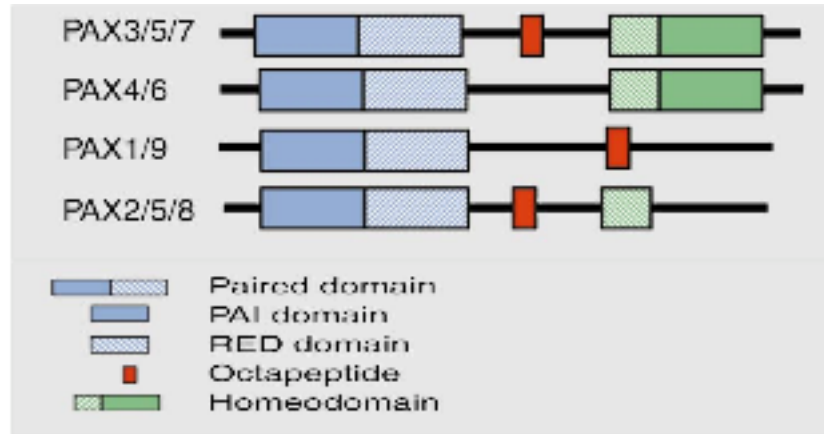 PAX3/5/7
PAX4/6
PAX1/9
PAX2/5/8
Paired domain
PAI domain
RED domain
Octapeptide
Homeodomain